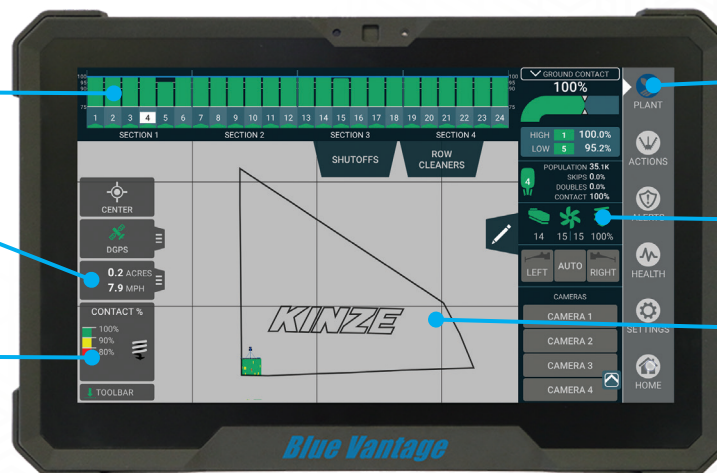 100
95
90
75
100
95
90
75
1 2 3 4 5 6 7 8 9 10 11 12 13 14 15 16 17 18 19 20 21 22 23 24
SECTION 1 SECTION 2 SECTION 3 SECTION 4
SHUTOFFS
ROW
CLEANERS
CENTER
DGPS
0.2 ACRES
7.9 MPH
CONTACT %
100%
90%
80%
TOOLBAR
KINZE
GROUND CONTACT
100%
HIGH 1 100.0%
LOW 5 95.2%
4
POPULATION 35.1K
SKIPS 0.0%
DOUBLES 0.0%
CONTACT 100%
14 15 15 100%
LEFT AUTO RIGHT
CAMERAS
CAMERA 1
CAMERA 2
CAMERA 3
CAMERA 4
PLANT
ACTIONS
ALERTS
HEALTH
SETTINGS
HOME
Blue Vantage